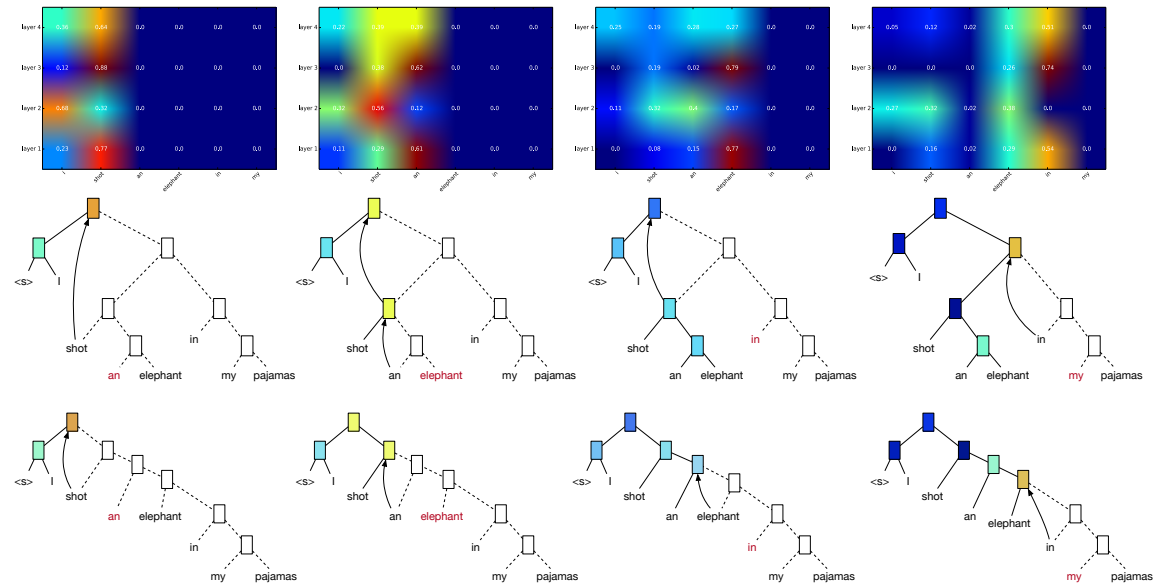 layer 4 0.36 0.64 0.0 0.0 0.0 0.0
layer 3 0.12 0.88 0.0 0.0 0.0 0.0
layer 2 0.68 0.32 0.0 0.0 0.0 0.0
layer 1 0.23 0.77 0.0 0.0 0.0 0.0
I shot an elephant in my
layer 4 0.22 0.0 0.0 0.0
layer 3 0.0 0.38 0.62 0.0 0.0 0.0
layer 2 0.32 0.56 0.12 0.0 0.0 0.0
layer 1 0.11 0.29 0.61 0.0 0.0 0.0
I shot an elephant in my
layer 4 0.25 0.19 0.28 0.27 0.0 0.0
layer 3 0.0 0.19 0.02 0.79 0.0 0.0
layer 2 0.11 0.4 0.17 0.0 0.0
layer 1 0.0 0.08 0.15 0.77 0.0 0.0
I shot an elephant in my
layer 4 0.05 0.12 0.02 0.0
layer 3 0.0 0.0 0.0 0.26 0.74 0.0
layer 2 0.27 0.32 0.02 0.0 0.0
layer 1 0.0 0.16 0.02 0.29 0.54 0.0
I shot an elephant in my
<s> I
shot in
an elephant my pajamas
<s> I
shot in
an elephant my pajamas
<s> I
shot in
an elephant my pajamas
<s> I
shot in
an elephant my pajamas
<s> I
shot
an elephant
in
my pajamas
<s> I
shot
an elephant
in
my pajamas
<s> I
shot
an elephant
in
my pajamas
<s> I
shot
an elephant
in
my pajamas